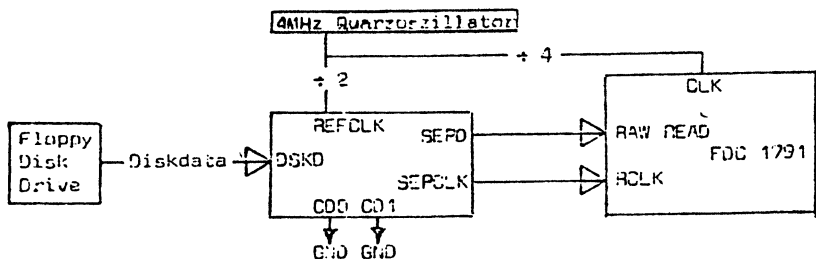 4MHz Quarzoszillator
÷ 4
÷ 2
CLK
REFCLK
SEPD
RAW READ
Floppy
Disk
Drive
Diskdata
DSKD
FDC 1791
SEPCLK
RCLK
CD0 CD1
GND GND